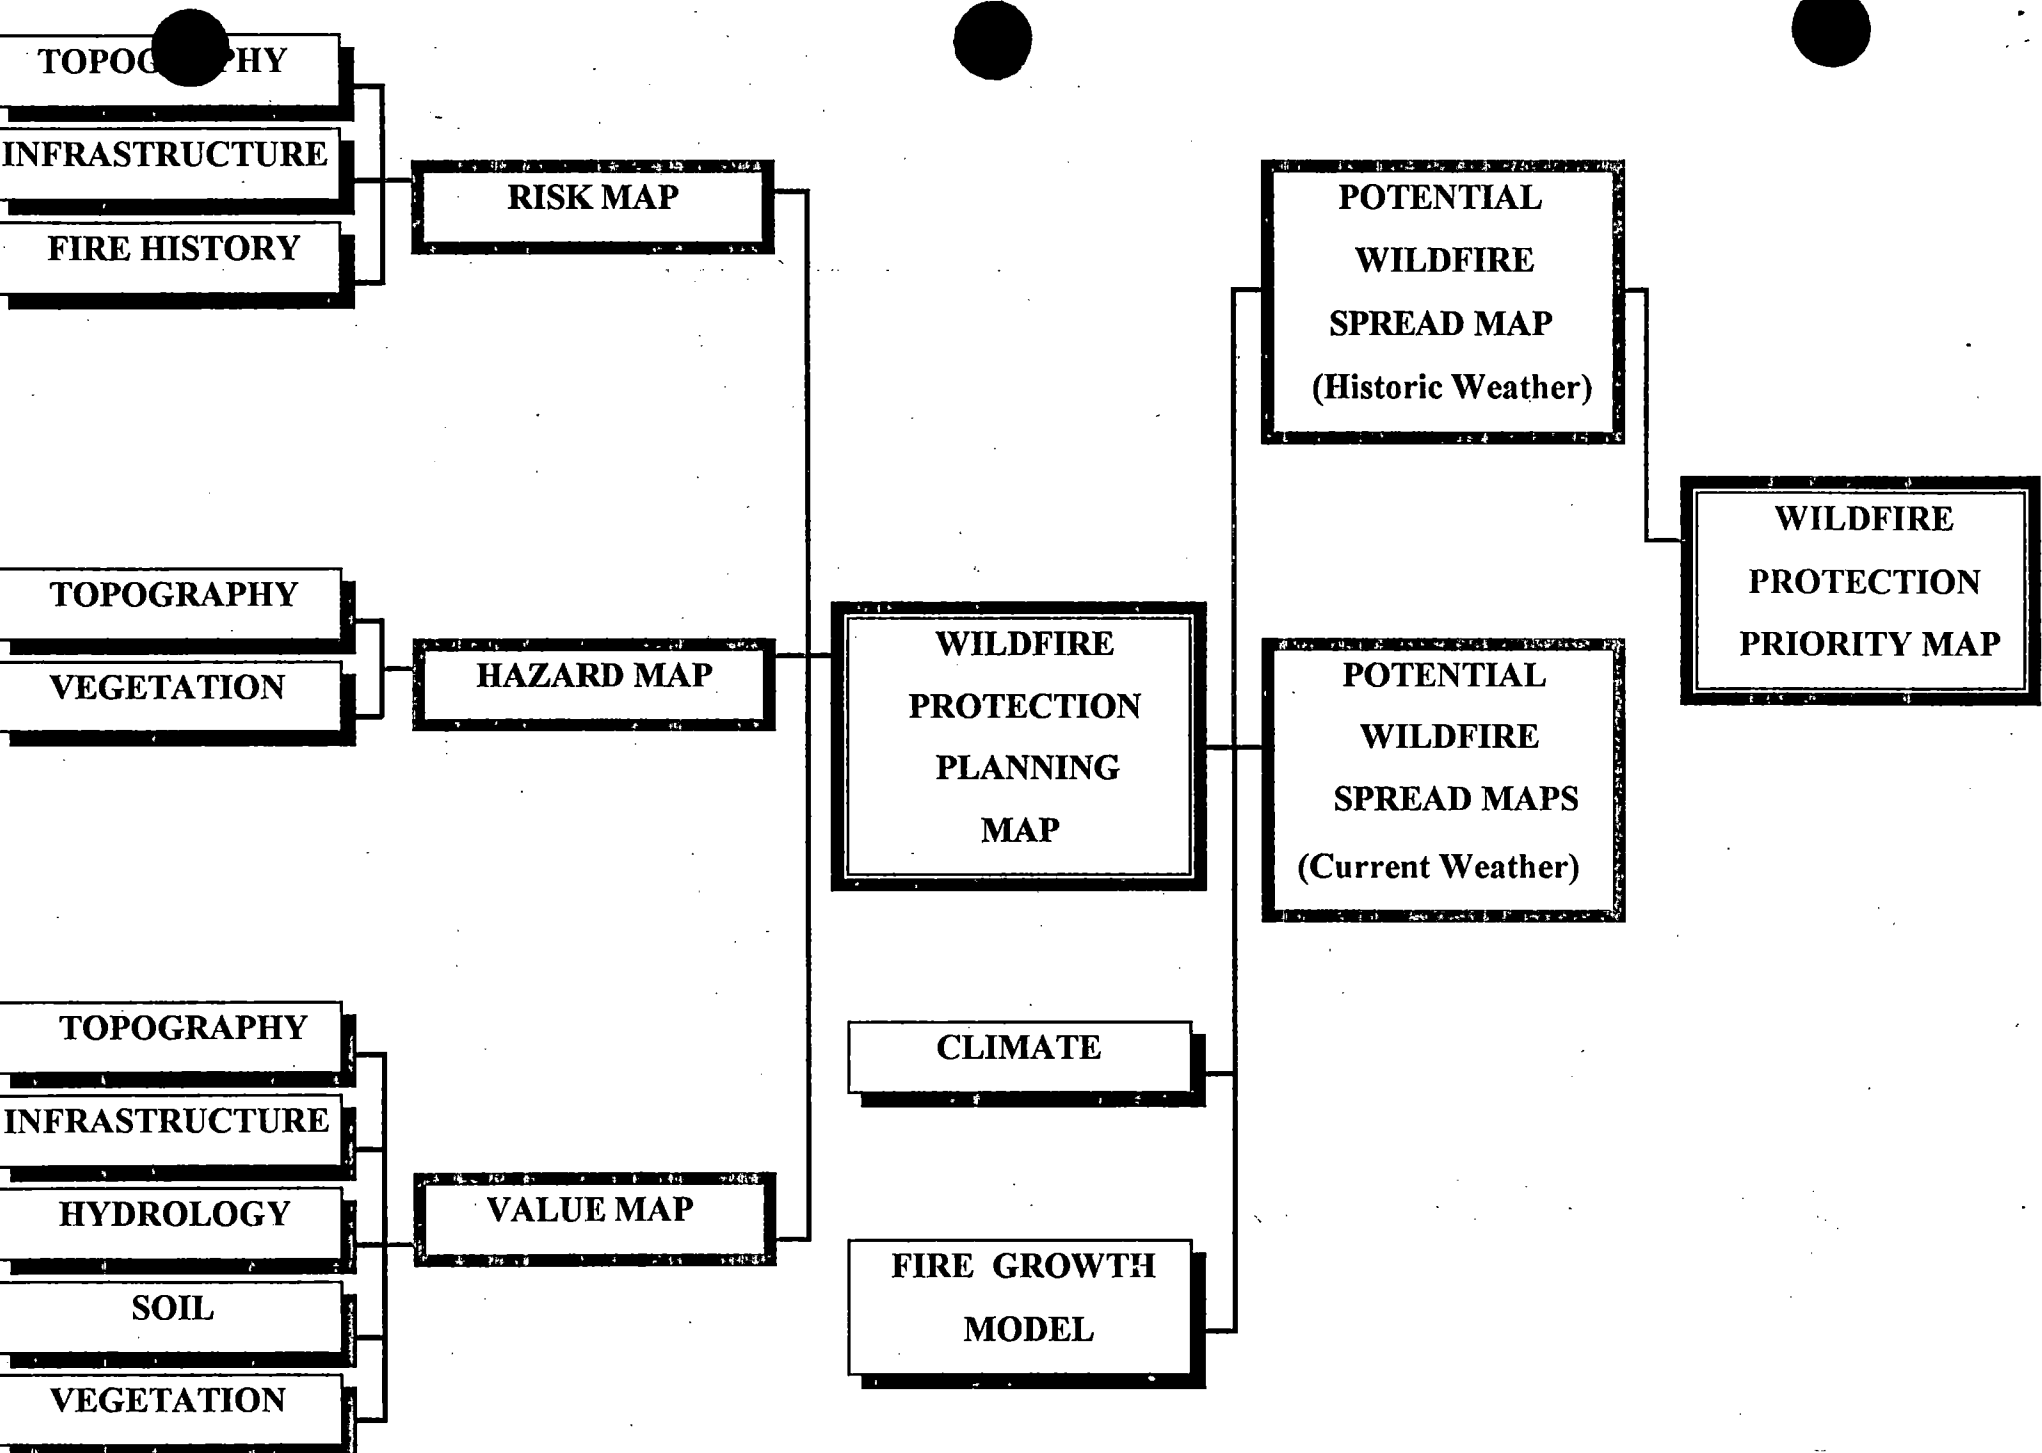 TOPOGRAPHY
INFRASTRUCTURE
FIRE HISTORY
RISK MAP
TOPOGRAPHY
VEGETATION
HAZARD MAP
TOPOGRAPHY
INFRASTRUCTURE
HYDROLOGY
SOIL
VEGETATION
VALUE MAP
WILDFIRE
PROTECTION
PLANNING
MAP
CLIMATE
FIRE GROWTH
MODEL
POTENTIAL
WILDFIRE
SPREAD MAP
(Historic Weather)
POTENTIAL
WILDFIRE
SPREAD MAPS
(Current Weather)
WILDFIRE
PROTECTION
PRIORITY MAP